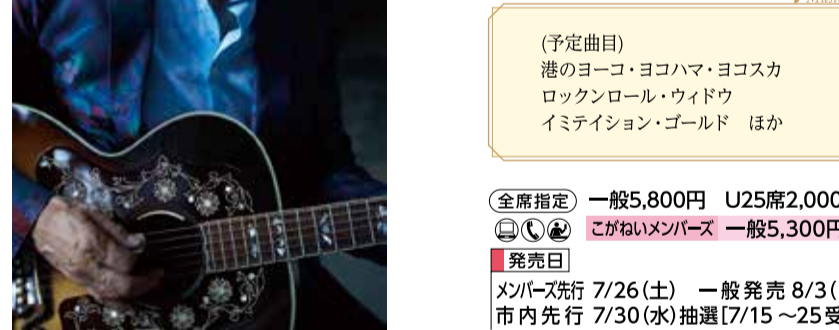 (予定曲目)
港のヨーコ・ヨコハマ・ヨコスカ
ロックンロール・ウィドウ
イミテイション・ゴールド　ほか
全席指定 一般5,800円　U25席2,000
こがねいメンバーズ 一般5,300円
発売日
メンバーズ先行 7/26(土)　一般発売 8/3(
市内先行 7/30(水)抽選[7/15～25受